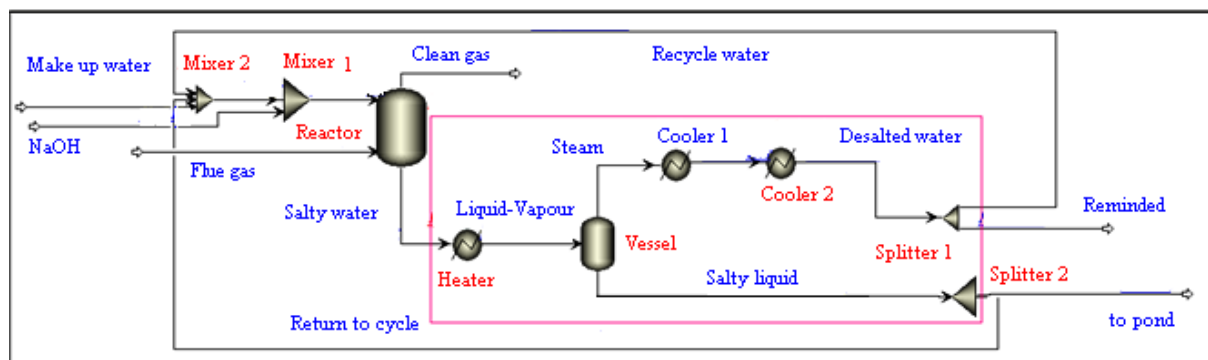 Clean gas
Recycle water
Make up water
Mixer 2
Mixer 1
Reactor
NaOH
Flue gas
Cooler 1
Desalted water
Steam
Cooler 2
Salty water
Liquid-Vapour
Reminded
Vessel
Splitter 1
Heater
Salty liquid
Splitter 2
Return to cycle
to pond